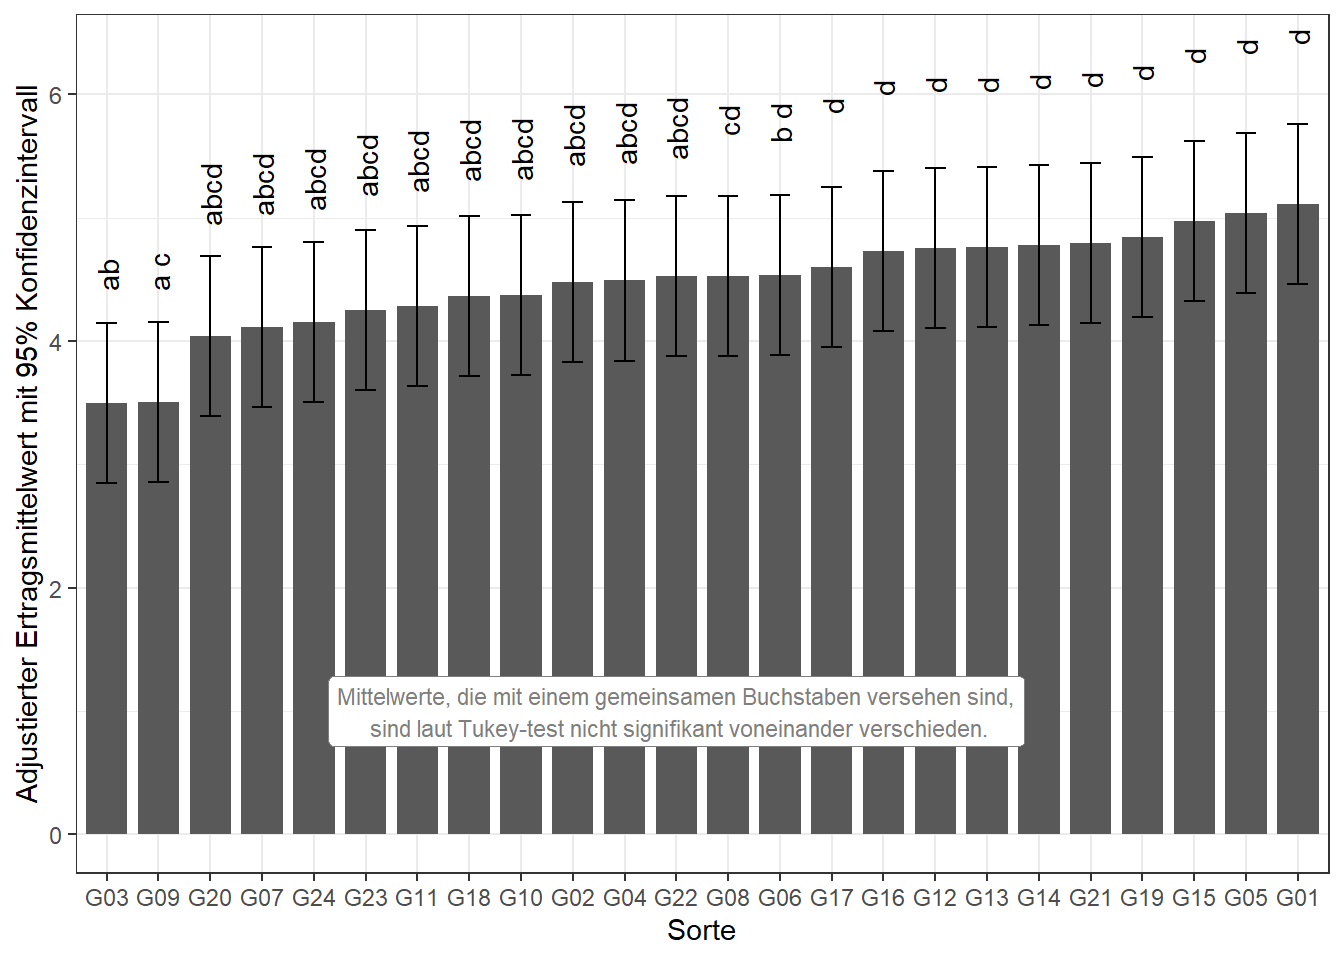 Adjustierter Ertragsmittelwert mit 95% Konfidenzintervall
6
4
2
0
ab
a c
abcd
abcd
abcd
abcd
abcd
abcd
abcd
abcd
abcd
abcd
cd
b d
d
d
d
d
d
d
d
d
d
d
Mittelwerte, die mit einem gemeinsamen Buchstaben versehen sind,
sind laut Tukey-test nicht signifikant voneinander verschieden.
G03 G09 G20 G07 G24 G23 G11 G18 G10 G02 G04 G22 G08 G06 G17 G16 G12 G13 G14 G21 G19 G15 G05 G01
Sorte